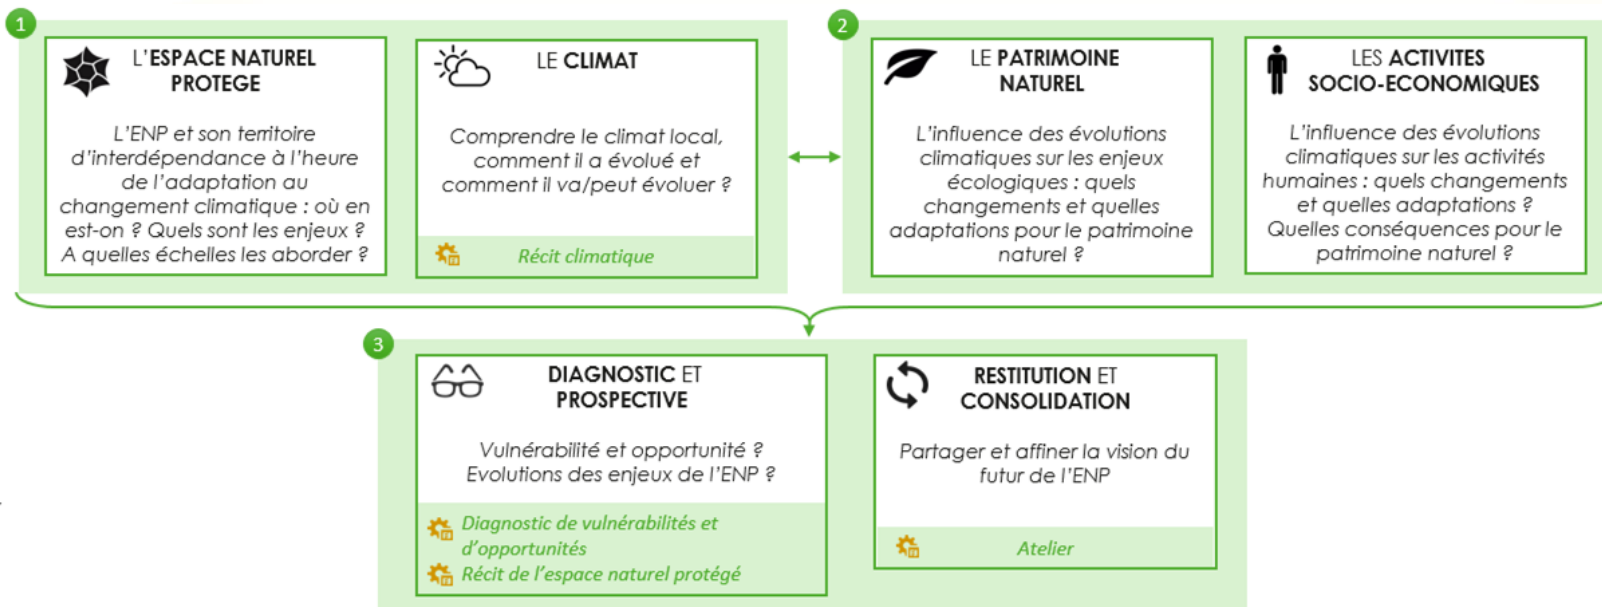 1
L'ESPACE NATUREL
PROTEGE
L'ENP et son territoire
d'interdépendance à l'heure
de l'adaptation au
changement climatique : où en
est-on ? Quels sont les enjeux ?
A quelles échelles les aborder ?
LE CLIMAT
Comprendre le climat local,
comment il a évolué et
comment il va/peut évoluer ?
Récit climatique
2
LE PATRIMOINE
NATUREL
L'influence des évolutions
climatiques sur les enjeux
écologiques : quels
changements et quelles
adaptations pour le patrimoine
naturel ?
LES ACTIVITES
SOCIO-ECONOMIQUES
L'influence des évolutions
climatiques sur les activités
humaines : quels changements
et quelles adaptations ?
Quelles conséquences pour le
patrimoine naturel ?
3
DIAGNOSTIC ET
PROSPECTIVE
Vulnérabilité et opportunité ?
Evolutions des enjeux de l'ENP ?
Diagnostic de vulnérabilités et
d'opportunités
Récit de l'espace naturel protégé
RESTITUTION ET
CONSOLIDATION
Partager et affiner la vision du
futur de l'ENP
Atelier